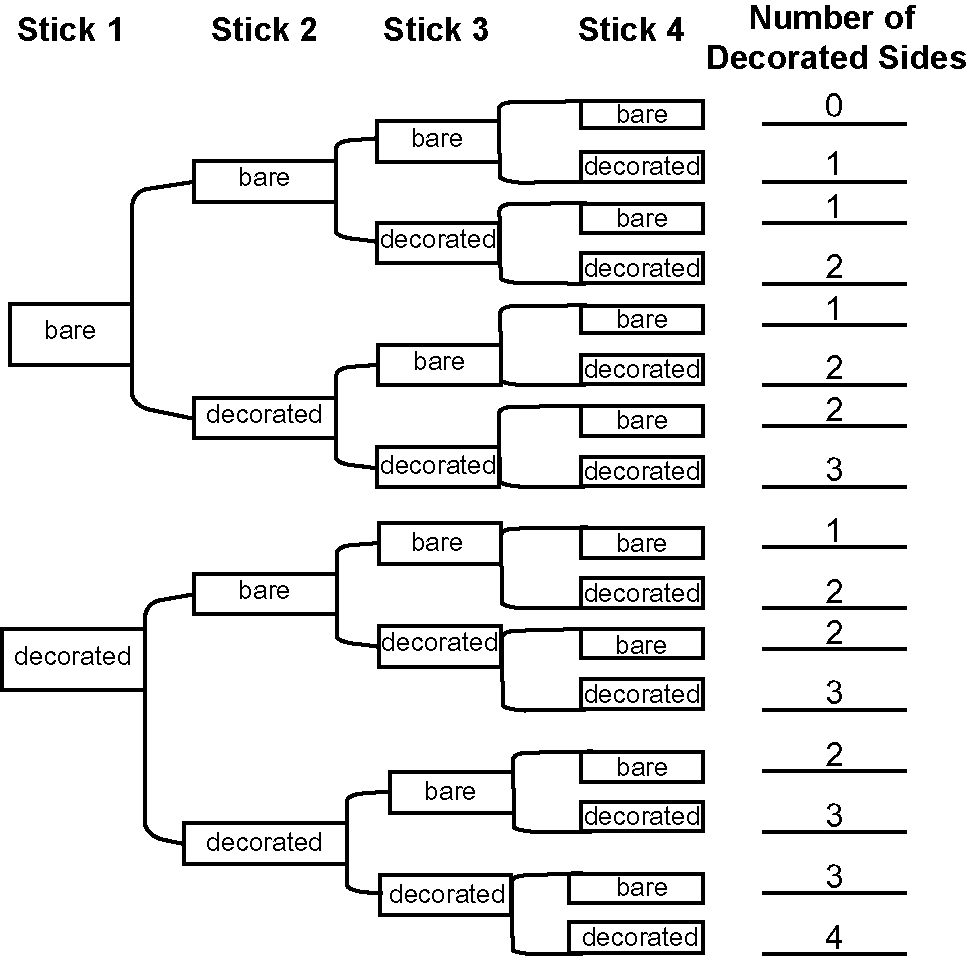 Stick 1 Stick 2 Stick 3 Stick 4 Number of
Decorated Sides
bare 0
bare
decorated 1
bare
bare 1
decorated
decorated 2
bare
bare 1
bare
decorated 2
decorated
bare 2
decorated
decorated 3
bare 1
bare
decorated 2
bare
bare 2
decorated
decorated 3
decorated
bare 2
bare
decorated 3
decorated
bare 3
decorated
decorated 4